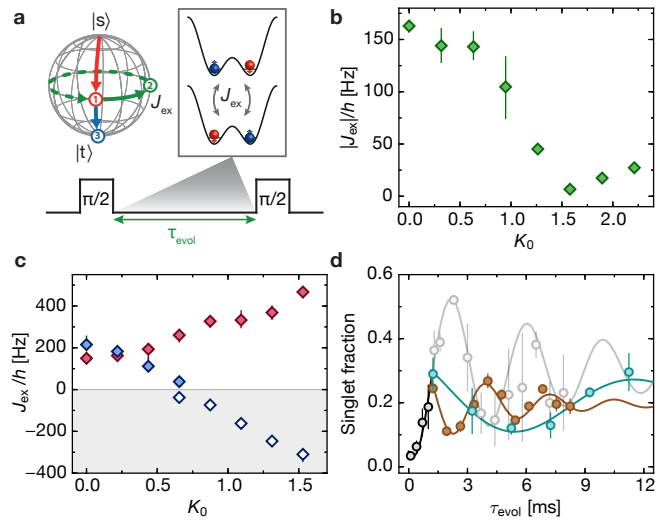 a
|s⟩
1
2
3
J_ex
|t⟩
J_ex
π/2
π/2
τ_evol
b
|J_ex|/h [Hz]
150
100
50
0
0.0 0.5 1.0 1.5 2.0
K_0
c
J_ex/h [Hz]
400
200
0
−200
−400
0.0 0.5 1.0 1.5
K_0
d
Singlet fraction
0.6
0.4
0.2
0.0
0 3 6 9 12
τ_evol [ms]